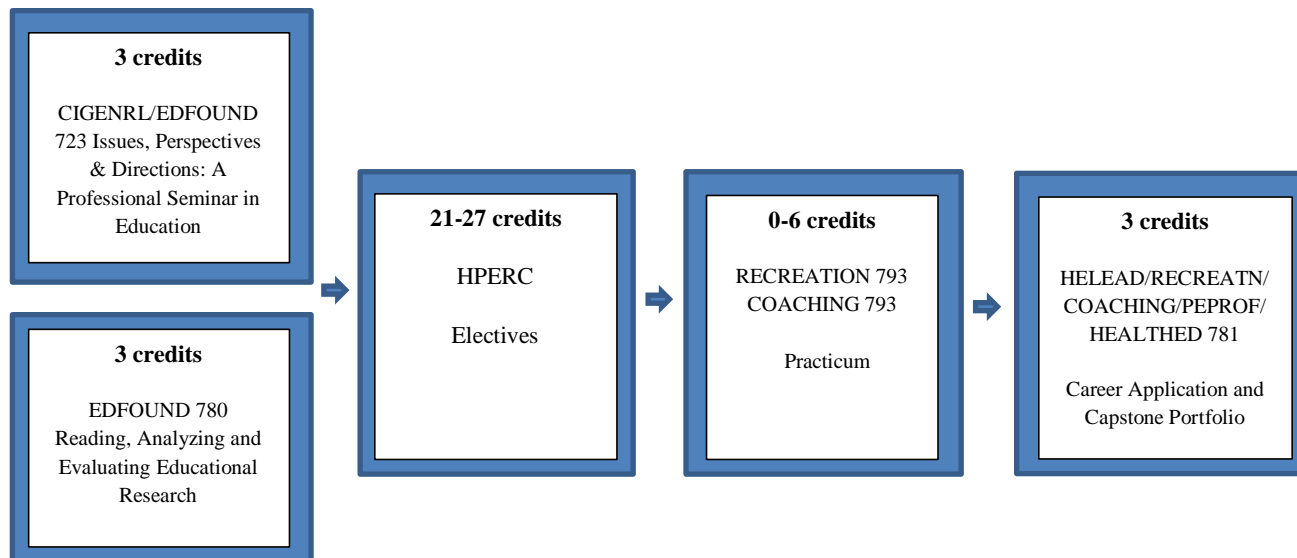 3 credits
CIGENRL/EDFOUND
723 Issues, Perspectives
& Directions: A
Professional Seminar in
Education
3 credits
EDFOUND 780
Reading, Analyzing and
Evaluating Educational
Research
21-27 credits
HPERC
Electives
0-6 credits
RECREATION 793
COACHING 793
Practicum
3 credits
HELEAD/RECREATN/
COACHING/PEPROF/
HEALTHED 781
Career Application and
Capstone Portfolio